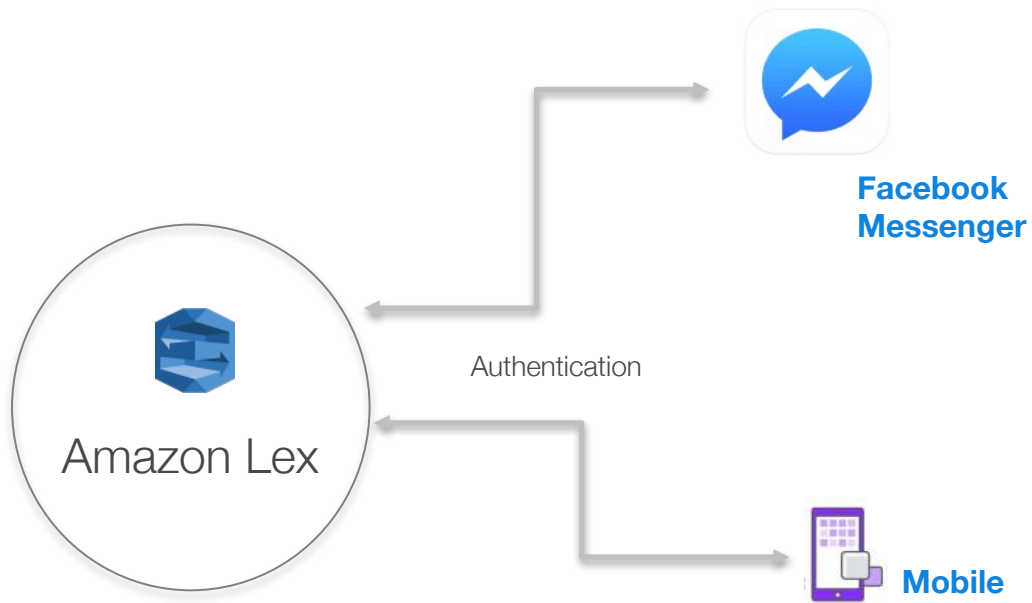 Facebook
Messenger
Authentication
Amazon Lex
Mobile